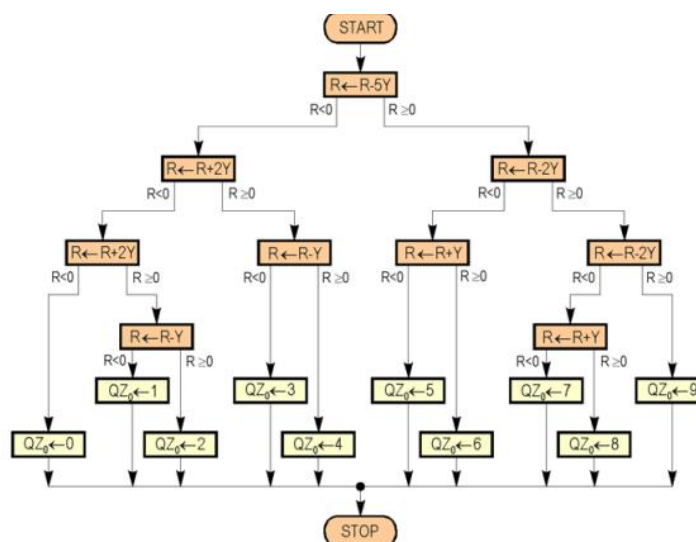 START
R←R-5Y
R<0 R ≥0
R←R+2Y R←R-2Y
R<0 R ≥0 R<0 R ≥0
R←R+2Y R←R-Y R←R+Y R←R-2Y
R<0 R ≥0 R<0 R ≥0 R<0 R ≥0 R<0 R ≥0
R←R-Y R←R+Y
R<0 R ≥0 R<0 R ≥0
QZ₀←1 QZ₀←3 QZ₀←5 QZ₀←7 QZ₀←9
QZ₀←0 QZ₀←2 QZ₀←4 QZ₀←6 QZ₀←8
STOP